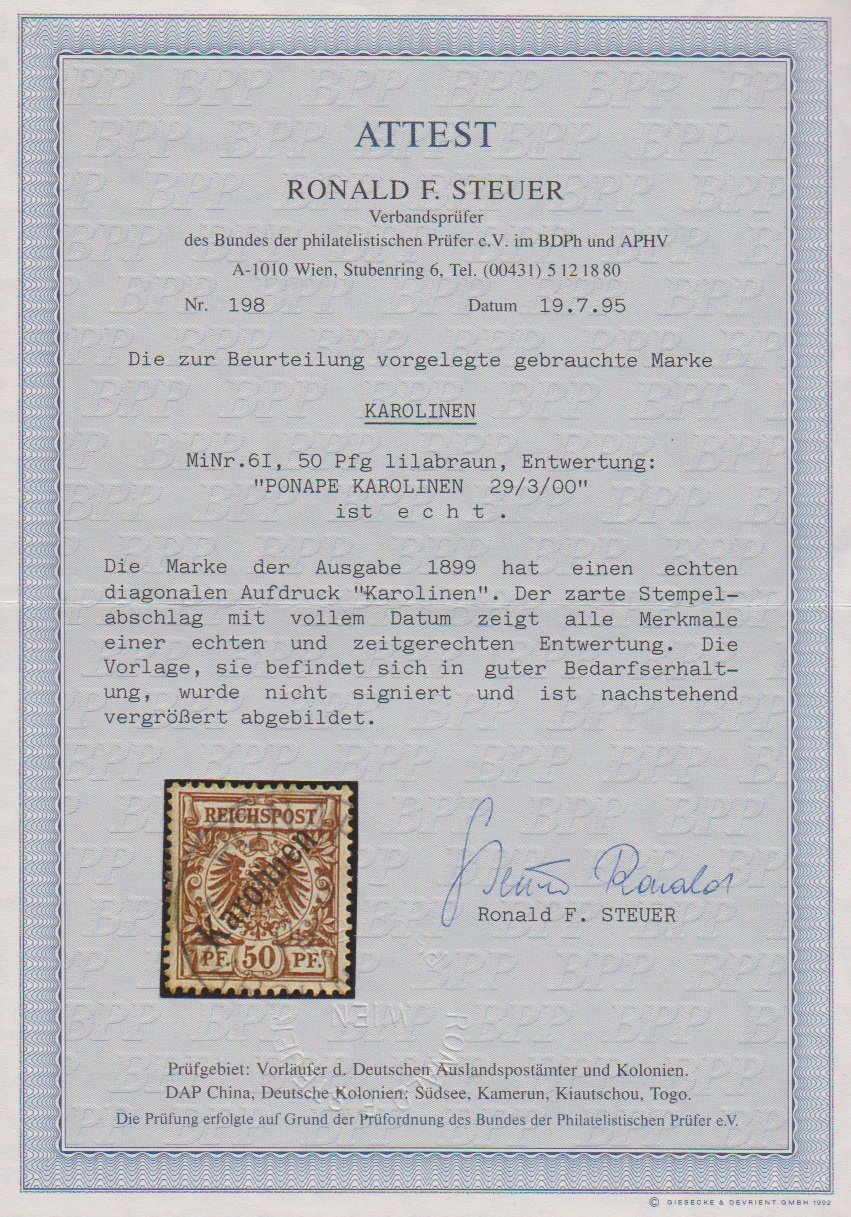 ATTEST
RONALD F. STEUER
Verbandsprüfer
des Bundes der philatelistischen Prüfer e.V. im BDPh und APHV
A-1010 Wien, Stubenring 6, Tel. (00431) 5 12 18 80
Nr. 198 Datum 19.7.95
Die zur Beurteilung vorgelegte gebrauchte Marke
KAROLINEN
MiNr.6I, 50 Pfg lilabraun, Entwertung:
"PONAPE KAROLINEN 29/3/00"
ist e c h t .
Die Marke der Ausgabe 1899 hat einen echten
diagonalen Aufdruck "Karolinen". Der zarte Stempel-
abschlag mit vollem Datum zeigt alle Merkmale
einer echten und zeitgerechten Entwertung. Die
Vorlage, sie befindet sich in guter Bedarfserhalt-
ung, wurde nicht signiert und ist nachstehend
vergrößert abgebildet.
REICHSPOST
Karolinen
PF. 50 PF.
Steuer Ronald
Ronald F. STEUER
Prüfgebiet: Vorläufer d. Deutschen Auslandspostämter und Kolonien.
DAP China, Deutsche Kolonien: Südsee, Kamerun, Kiautschou, Togo.
Die Prüfung erfolgte auf Grund der Prüfordnung des Bundes der Philatelistischen Prüfer e.V.
© GIESECKE & DEVRIENT GMBH 1992